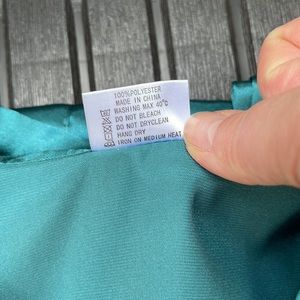 100%POLYESTER
MADE IN CHINA
WASHING MAX 40℃
DO NOT BLEACH
DO NOT DRYCLEAN
HANG DRY
IRON ON MEDIUM HEAT